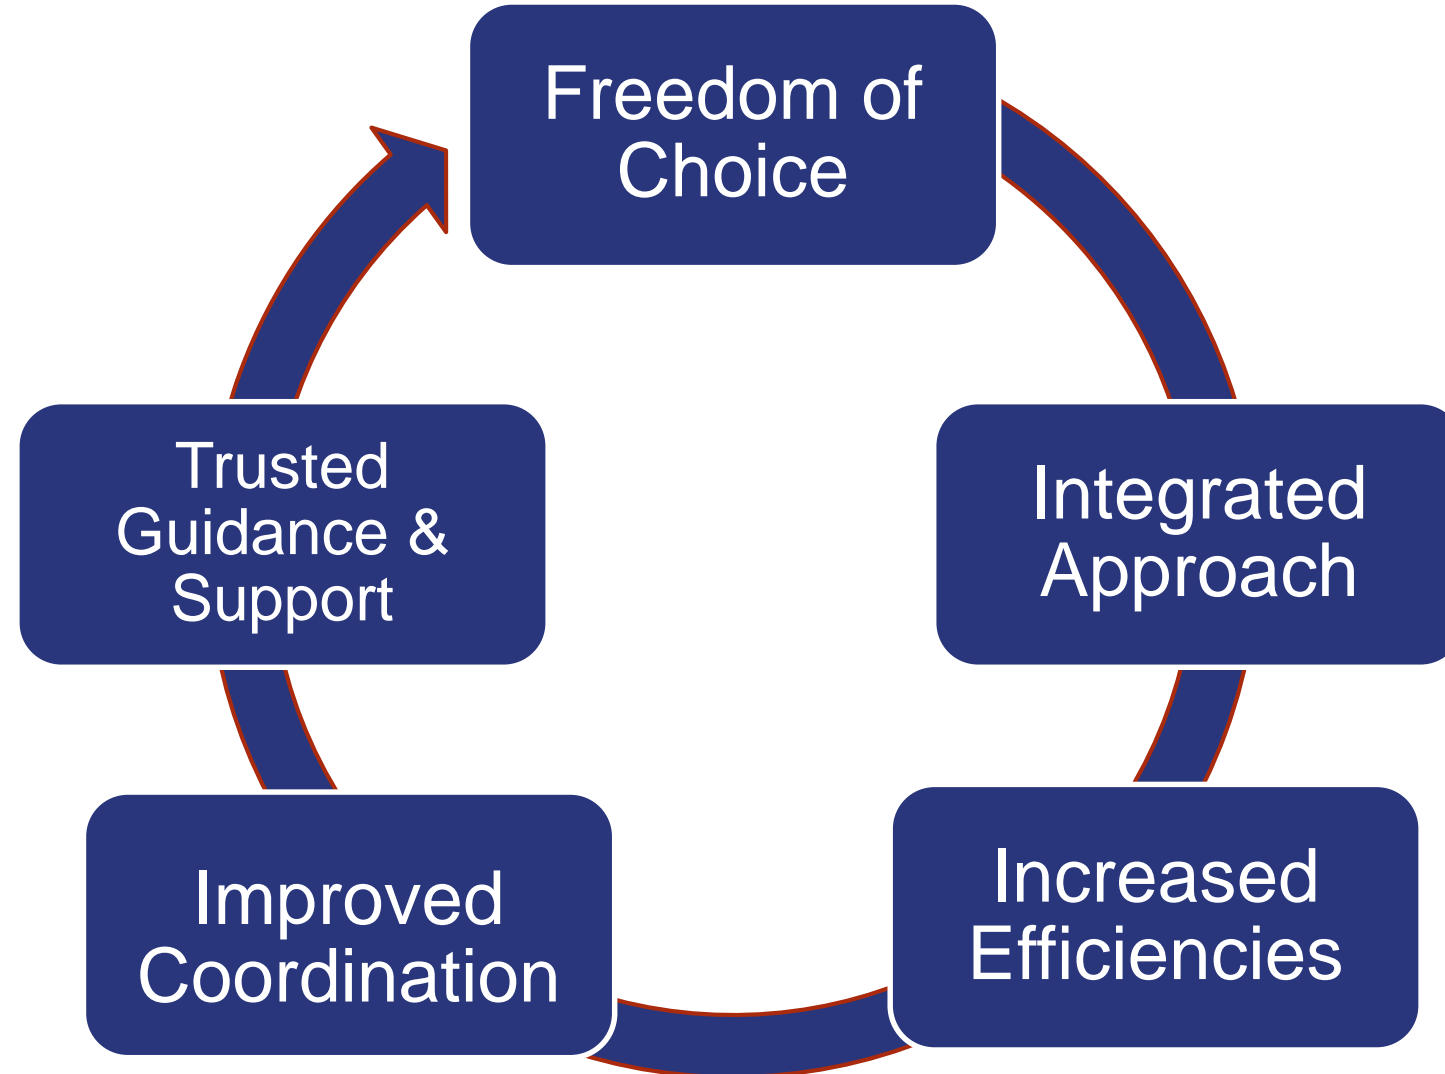 Freedom of
Choice
Integrated
Approach
Increased
Efficiencies
Improved
Coordination
Trusted
Guidance &
Support